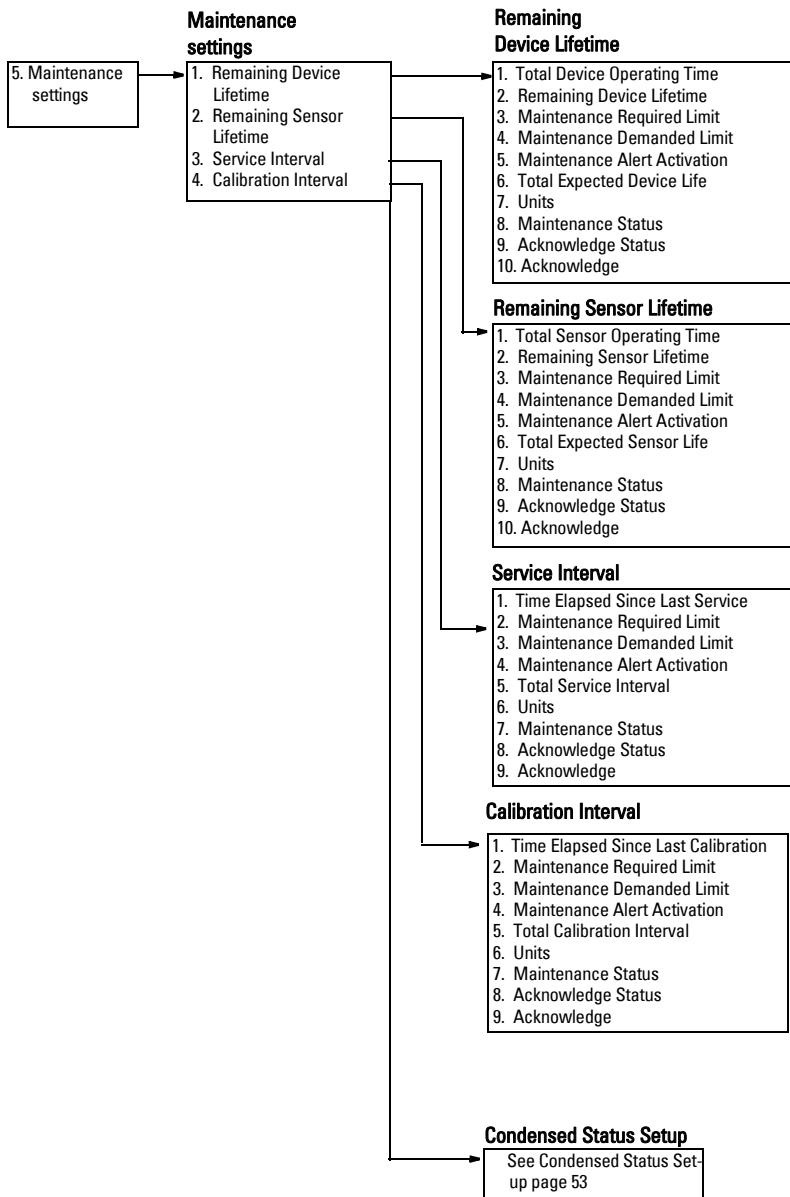 5. Maintenance
settings
Maintenance
settings
1. Remaining Device
Lifetime
2. Remaining Sensor
Lifetime
3. Service Interval
4. Calibration Interval
Remaining
Device Lifetime
1. Total Device Operating Time
2. Remaining Device Lifetime
3. Maintenance Required Limit
4. Maintenance Demanded Limit
5. Maintenance Alert Activation
6. Total Expected Device Life
7. Units
8. Maintenance Status
9. Acknowledge Status
10. Acknowledge
Remaining Sensor Lifetime
1. Total Sensor Operating Time
2. Remaining Sensor Lifetime
3. Maintenance Required Limit
4. Maintenance Demanded Limit
5. Maintenance Alert Activation
6. Total Expected Sensor Life
7. Units
8. Maintenance Status
9. Acknowledge Status
10. Acknowledge
Service Interval
1. Time Elapsed Since Last Service
2. Maintenance Required Limit
3. Maintenance Demanded Limit
4. Maintenance Alert Activation
5. Total Service Interval
6. Units
7. Maintenance Status
8. Acknowledge Status
9. Acknowledge
Calibration Interval
1. Time Elapsed Since Last Calibration
2. Maintenance Required Limit
3. Maintenance Demanded Limit
4. Maintenance Alert Activation
5. Total Calibration Interval
6. Units
7. Maintenance Status
8. Acknowledge Status
9. Acknowledge
Condensed Status Setup
See Condensed Status Set-
up page 53